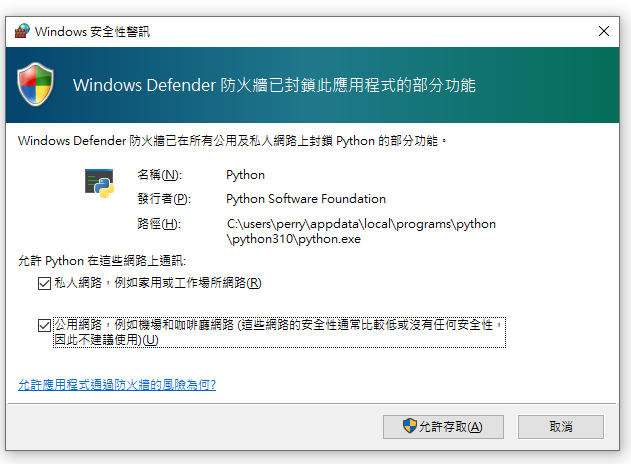 Windows 安全性警訊
Windows Defender 防火牆已封鎖此應用程式的部分功能
Windows Defender 防火牆已在所有公用及私人網路上封鎖 Python 的部分功能。
名稱(N): Python
發行者(P): Python Software Foundation
路徑(H): C:\users\perry\appdata\local\programs\python
\python310\python.exe
允許 Python 在這些網路上通訊:
私人網路，例如家用或工作場所網路(R)
公用網路，例如機場和咖啡廳網路 (這些網路的安全性通常比較低或沒有任何安全性，
因此不建議使用)(U)
允許應用程式通過防火牆的風險為何?
允許存取(A) 取消